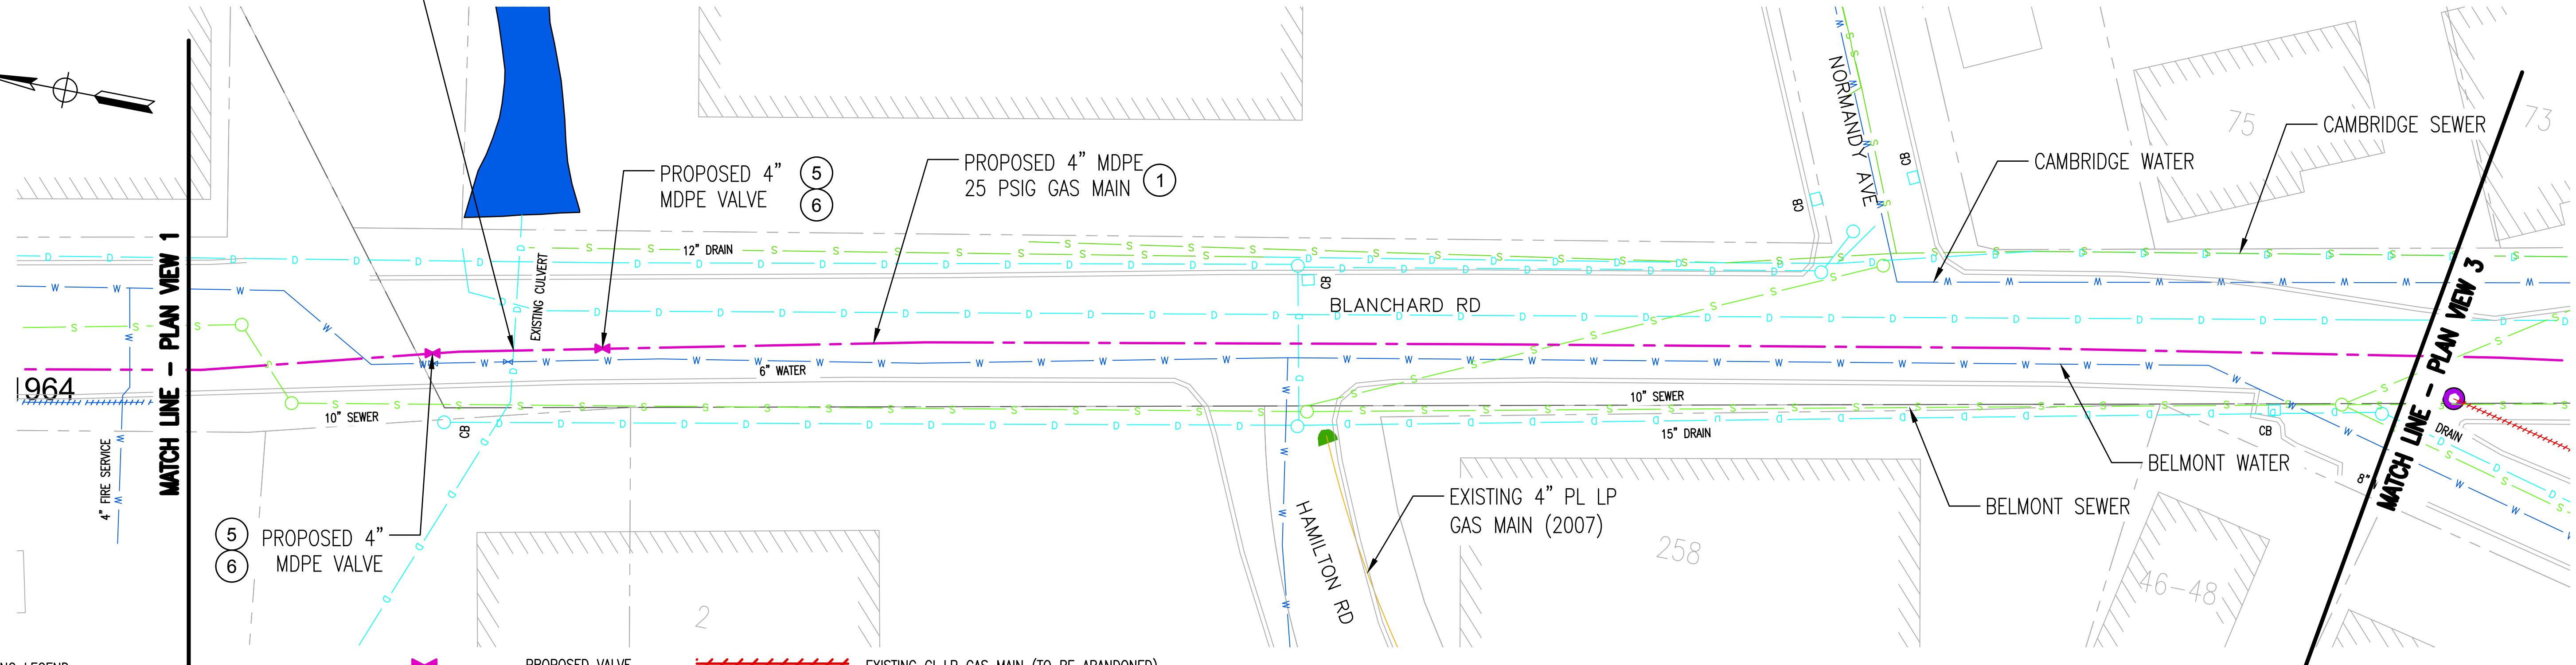 MATCH LINE - PLAN VIEW 1
1964
4" FIRE SERVICE
10" SEWER
CB
5
6
PROPOSED 4"
MDPE VALVE
EXISTING CULVERT
12" DRAIN
PROPOSED 4"
MDPE VALVE
5
6
PROPOSED 4" MDPE
25 PSIG GAS MAIN
1
6" WATER
CB
BLANCHARD RD
HAMILTON RD
EXISTING 4" PL LP
GAS MAIN (2007)
2
258
10" SEWER
15" DRAIN
NORMANDY AVE
CB
CB
75
73
CAMBRIDGE SEWER
CAMBRIDGE WATER
BELMONT WATER
BELMONT SEWER
46-48
CB
8"
DRAIN
MATCH LINE - PLAN VIEW 3
PROPOSED VALVE
EXISTING CI LP GAS MAIN (TO BE ABANDONED)